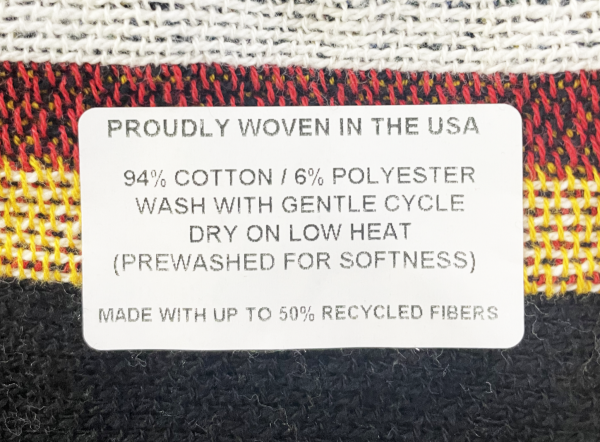 PROUDLY WOVEN IN THE USA
94% COTTON / 6% POLYESTER
WASH WITH GENTLE CYCLE
DRY ON LOW HEAT
(PREWASHED FOR SOFTNESS)
MADE WITH UP TO 50% RECYCLED FIBERS